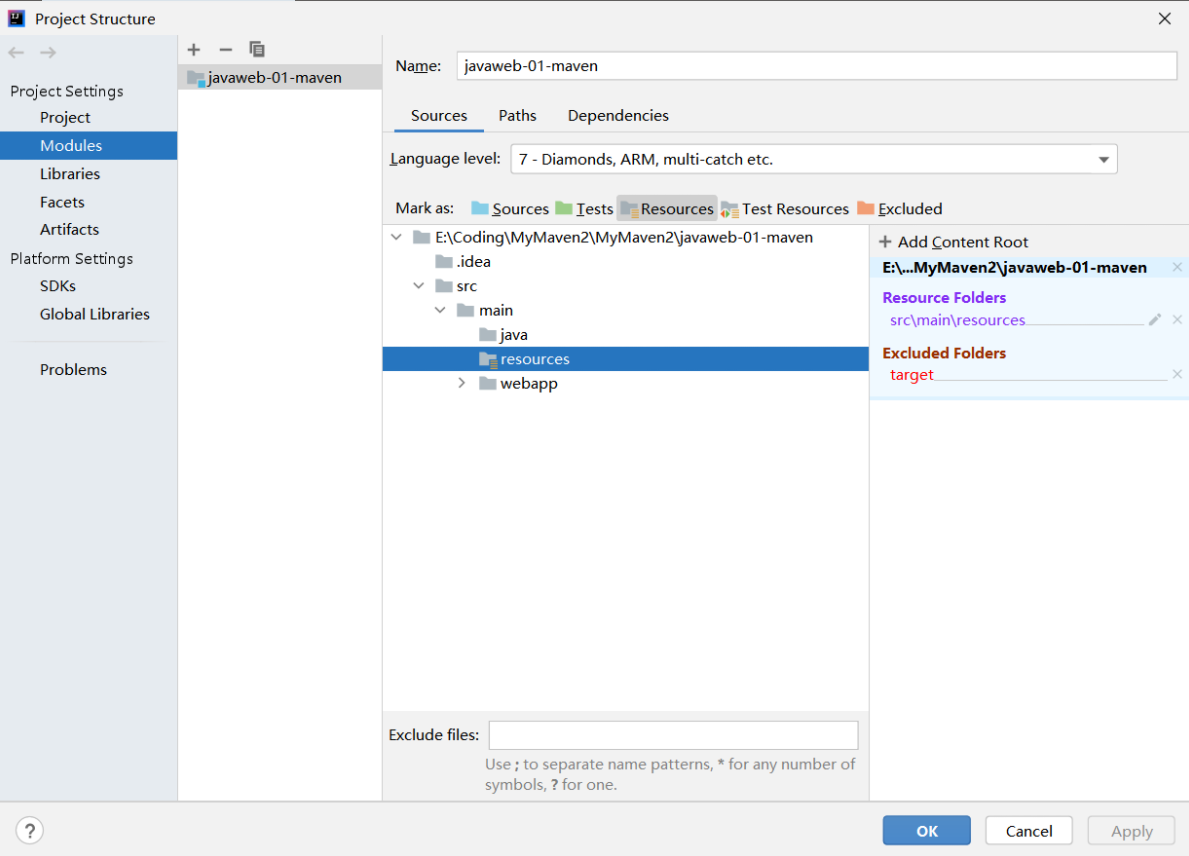 Project Structure
Project Settings
Project
Modules
Libraries
Facets
Artifacts
Platform Settings
SDKs
Global Libraries
Problems
javaweb-01-maven
Name: javaweb-01-maven
Sources Paths Dependencies
Language level: 7 - Diamonds, ARM, multi-catch etc.
Mark as: Sources Tests Resources Test Resources Excluded
E:\Coding\MyMaven2\MyMaven2\javaweb-01-maven
.idea
src
main
java
resources
webapp
+ Add Content Root
E:\...MyMaven2\javaweb-01-maven
Resource Folders
src\main\resources
Excluded Folders
target
Exclude files:
Use ; to separate name patterns, * for any number of
symbols, ? for one.
?
OK Cancel Apply